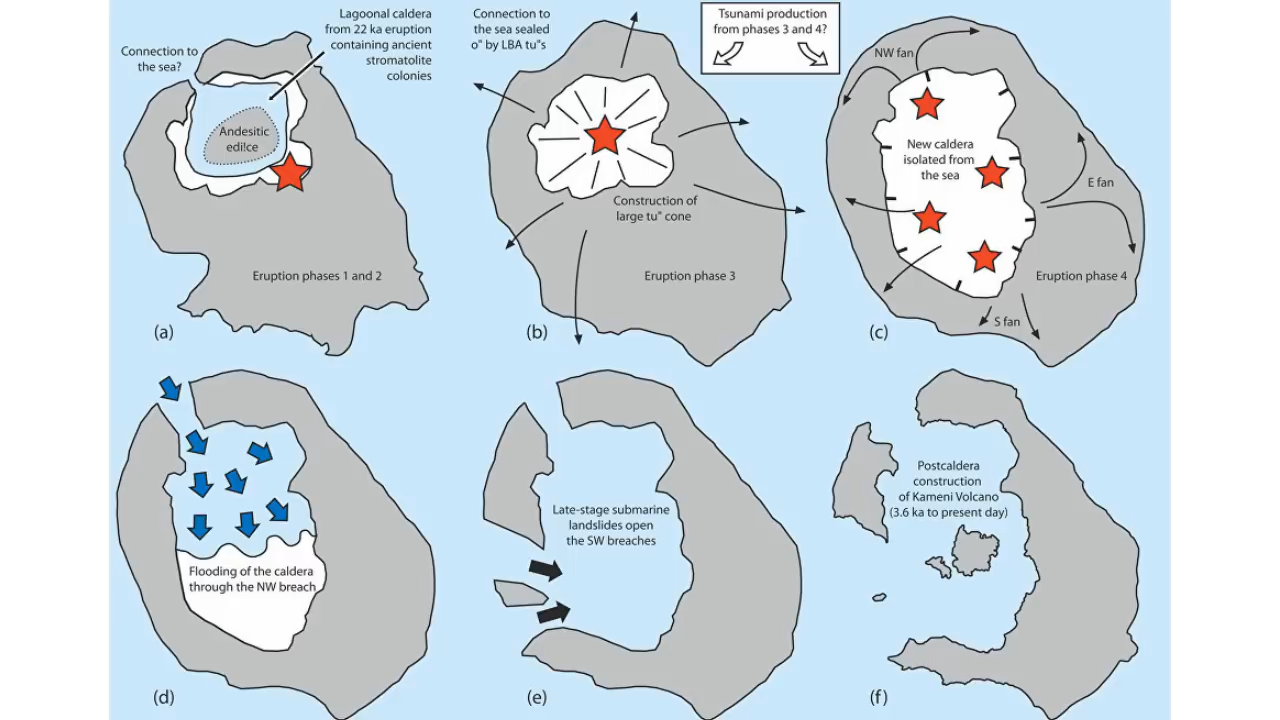 Connection to
the sea?
Lagoonal caldera
from 22 ka eruption
containing ancient
stromatolite
colonies
Andesitic
edi!ce
Eruption phases 1 and 2
(a)
Connection to
the sea sealed
o" by LBA tu"s
Construction of
large tu" cone
Eruption phase 3
(b)
Tsunami production
from phases 3 and 4?
NW fan
New caldera
isolated from
the sea
E fan
Eruption phase 4
S fan
(c)
Flooding of the caldera
through the NW breach
(d)
Late-stage submarine
landslides open
the SW breaches
(e)
Postcaldera
construction
of Kameni Volcano
(3.6 ka to present day)
(f)